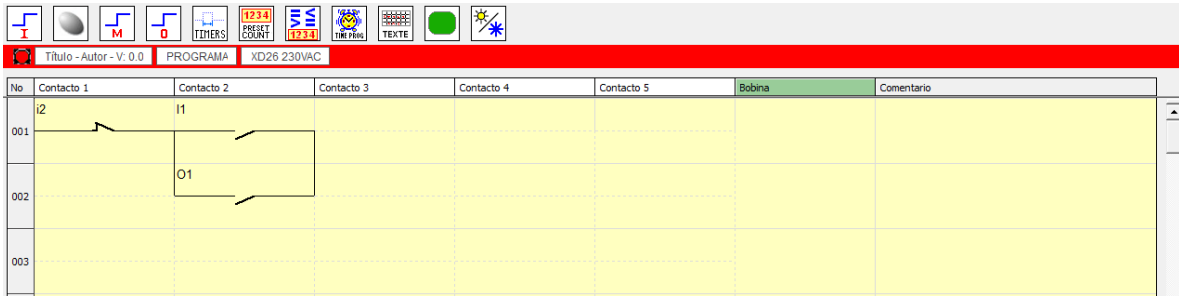 I M O TIMERS 1234 PRESET COUNT 1234 TIME PROG TEXTE
Título - Autor - V: 0.0 PROGRAMA XD26 230VAC
No Contacto 1 Contacto 2 Contacto 3 Contacto 4 Contacto 5 Bobina Comentario
i2 I1
001
O1
002
003